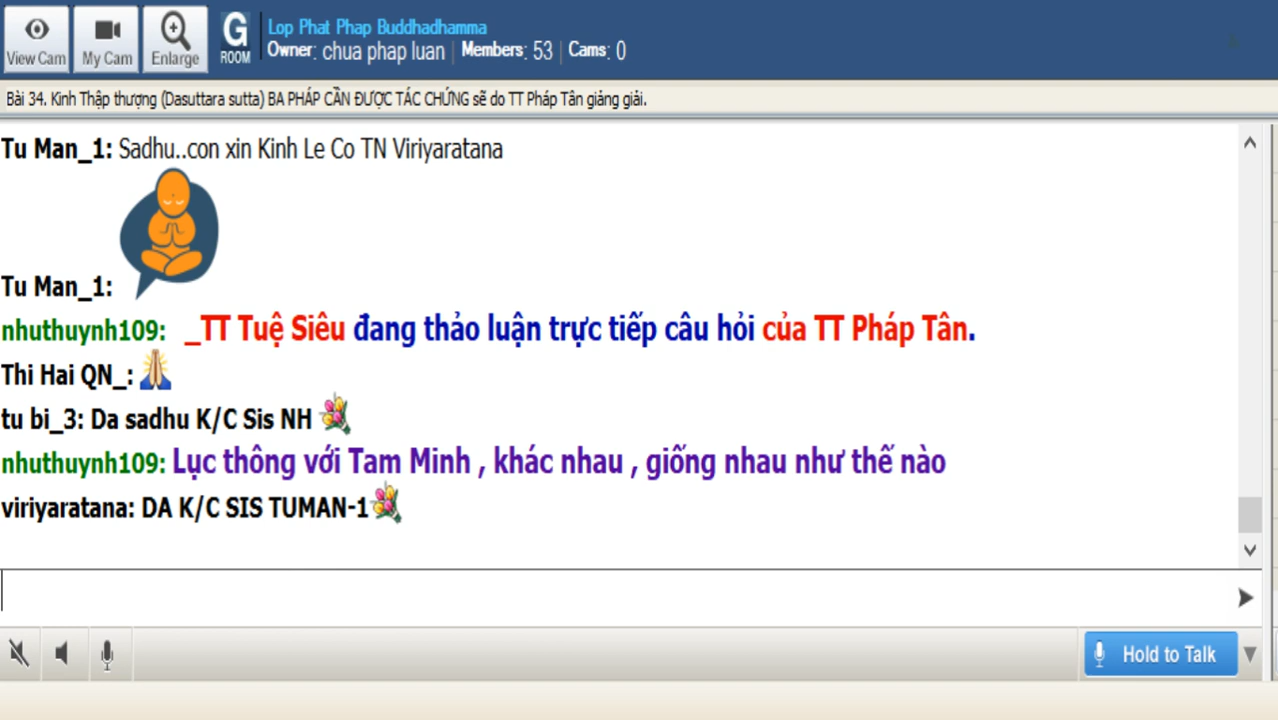 View Cam
My Cam
Enlarge
G
ROOM
Lop Phat Phap Buddhadhamma
Owner: chua phap luan | Members: 53 | Cams: 0
Bài 34. Kinh Thập thượng (Dasuttara sutta) BA PHÁP CẦN ĐƯỢC TÁC CHỨNG sẽ do TT Pháp Tân giảng giải.
Tu Man_1: Sadhu..con xin Kinh Le Co TN Viriyaratana
Tu Man_1:
nhuthuynh109: _TT Tuệ Siêu đang thảo luận trực tiếp câu hỏi của TT Pháp Tân.
Thi Hai QN_:
tu bi_3: Da sadhu K/C Sis NH
nhuthuynh109: Lục thông với Tam Minh , khác nhau , giống nhau như thế nào
viriyaratana: DA K/C SIS TUMAN-1
Hold to Talk